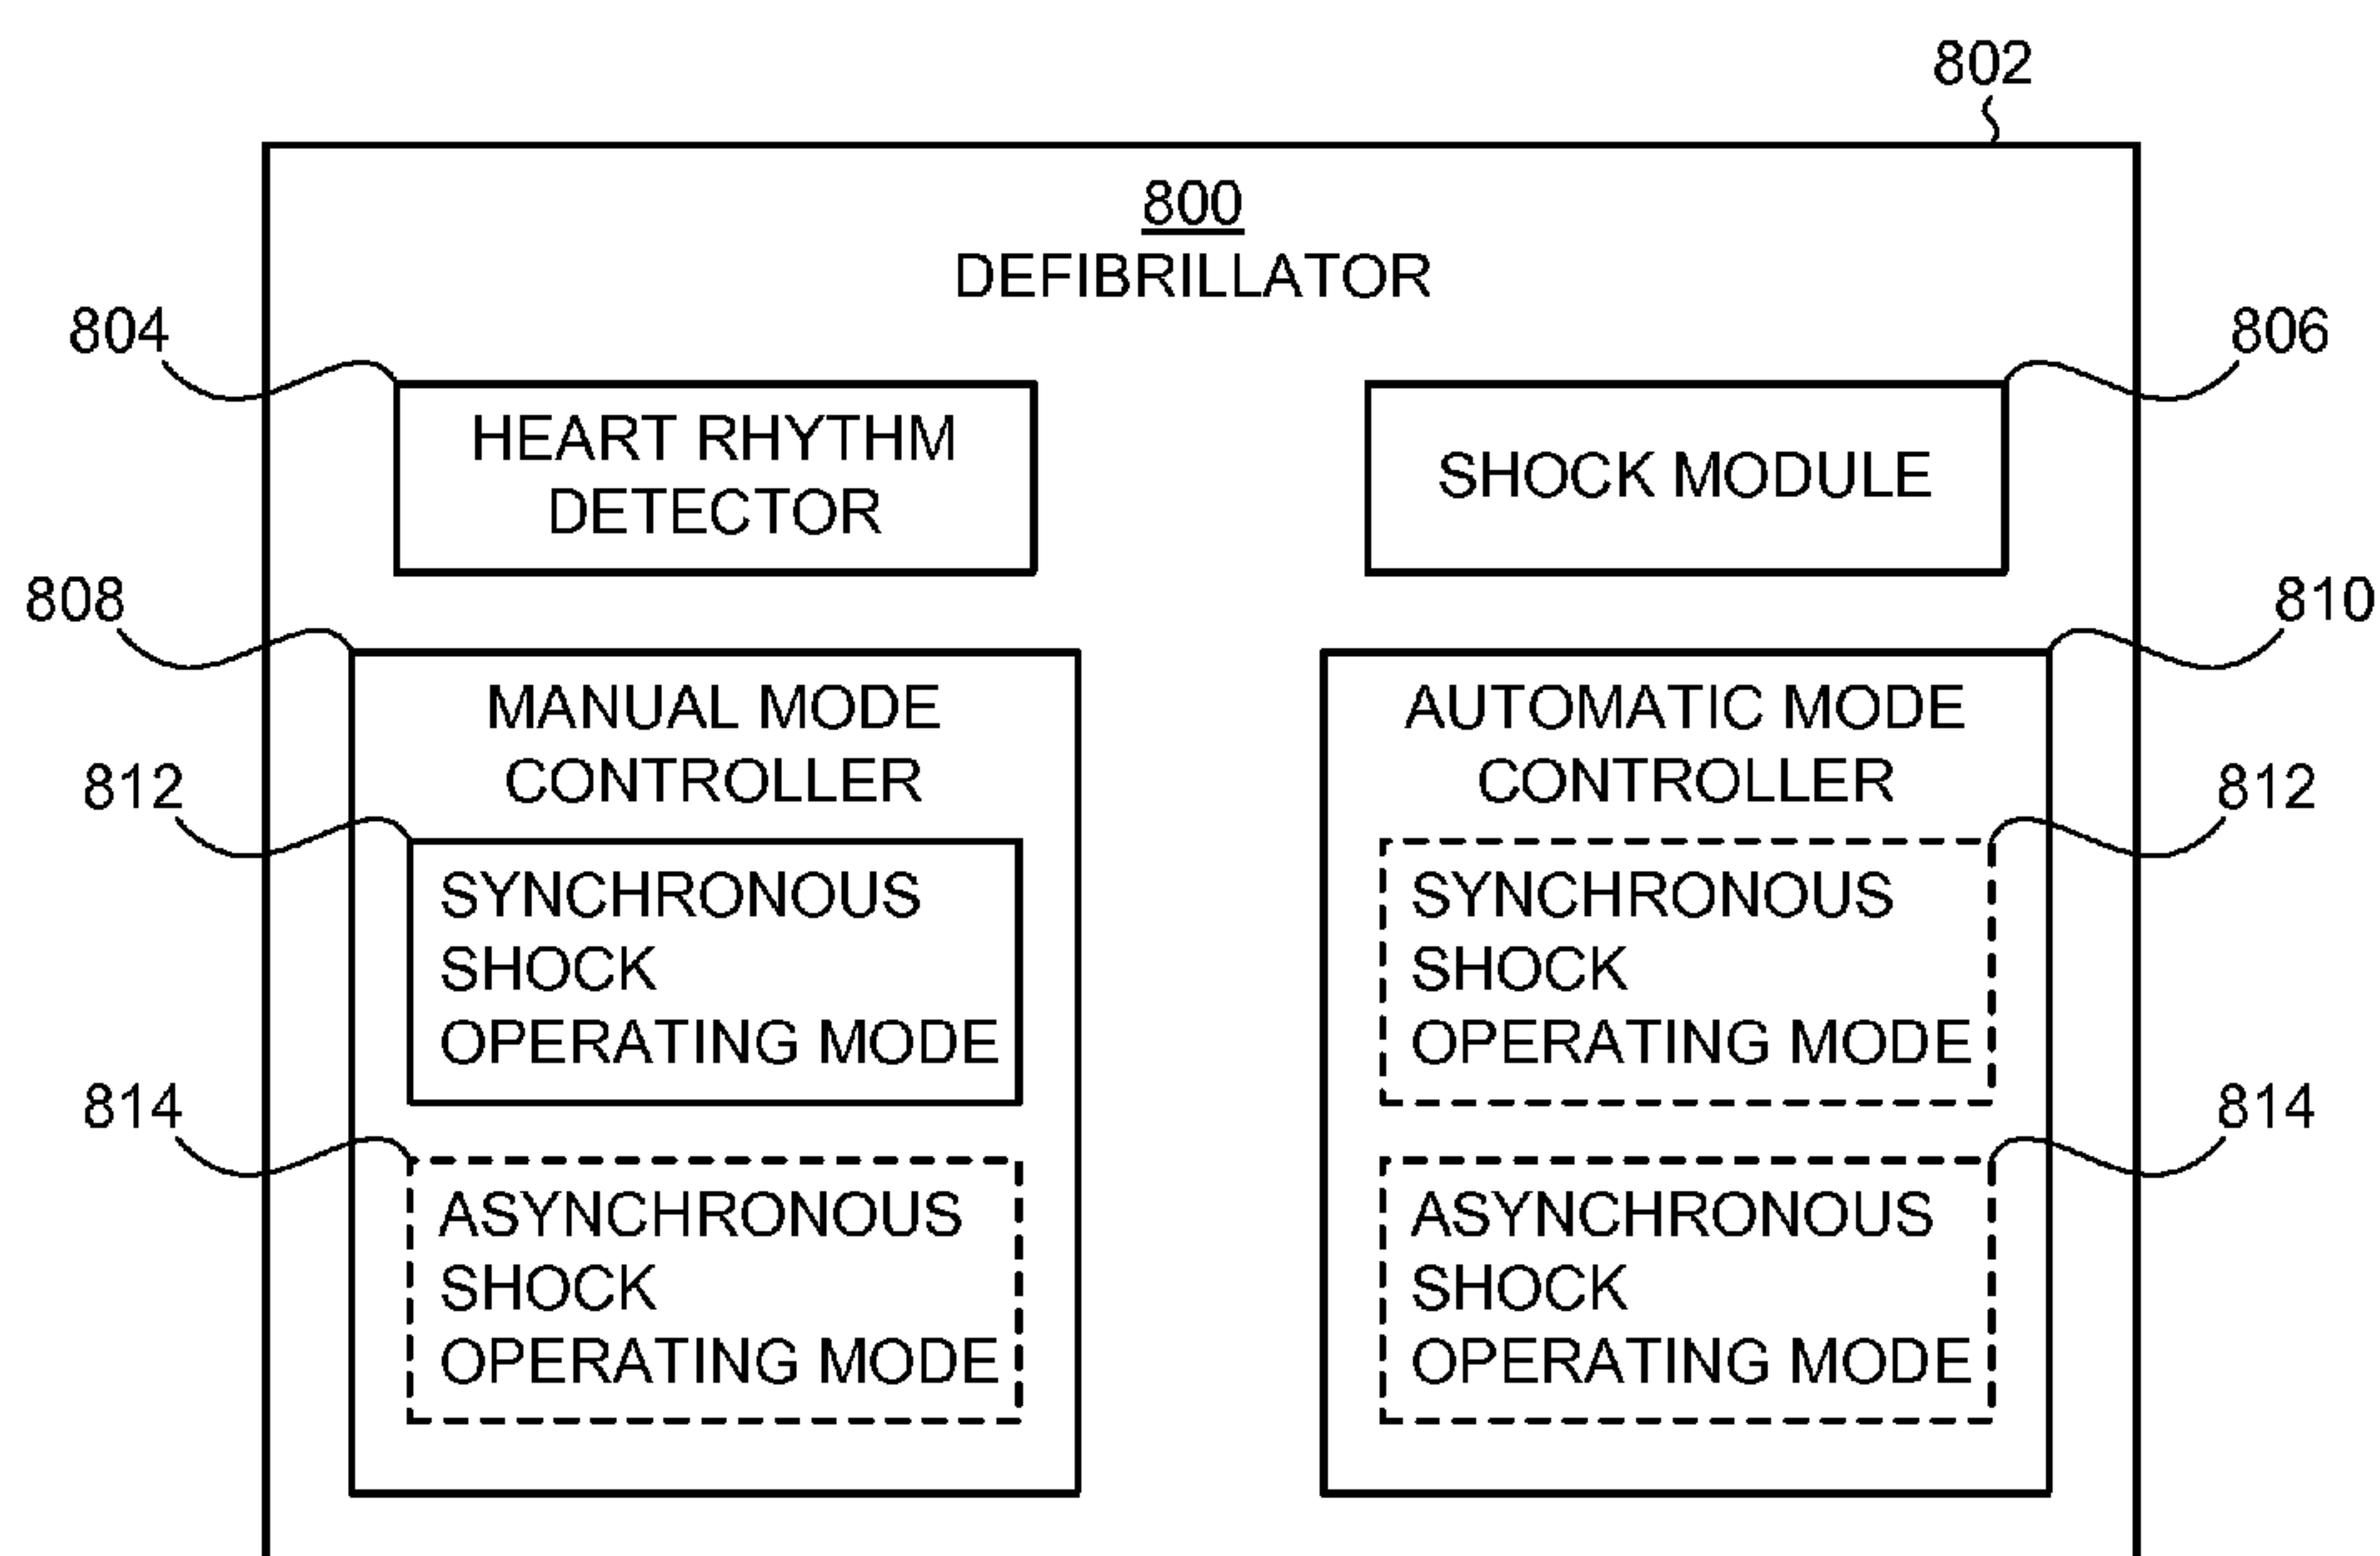 802
800
DEFIBRILLATOR
804
806
HEART RHYTHM
DETECTOR
SHOCK MODULE
808
810
MANUAL MODE
CONTROLLER
AUTOMATIC MODE
CONTROLLER
812
812
SYNCHRONOUS
SHOCK
OPERATING MODE
SYNCHRONOUS
SHOCK
OPERATING MODE
814
814
ASYNCHRONOUS
SHOCK
OPERATING MODE
ASYNCHRONOUS
SHOCK
OPERATING MODE